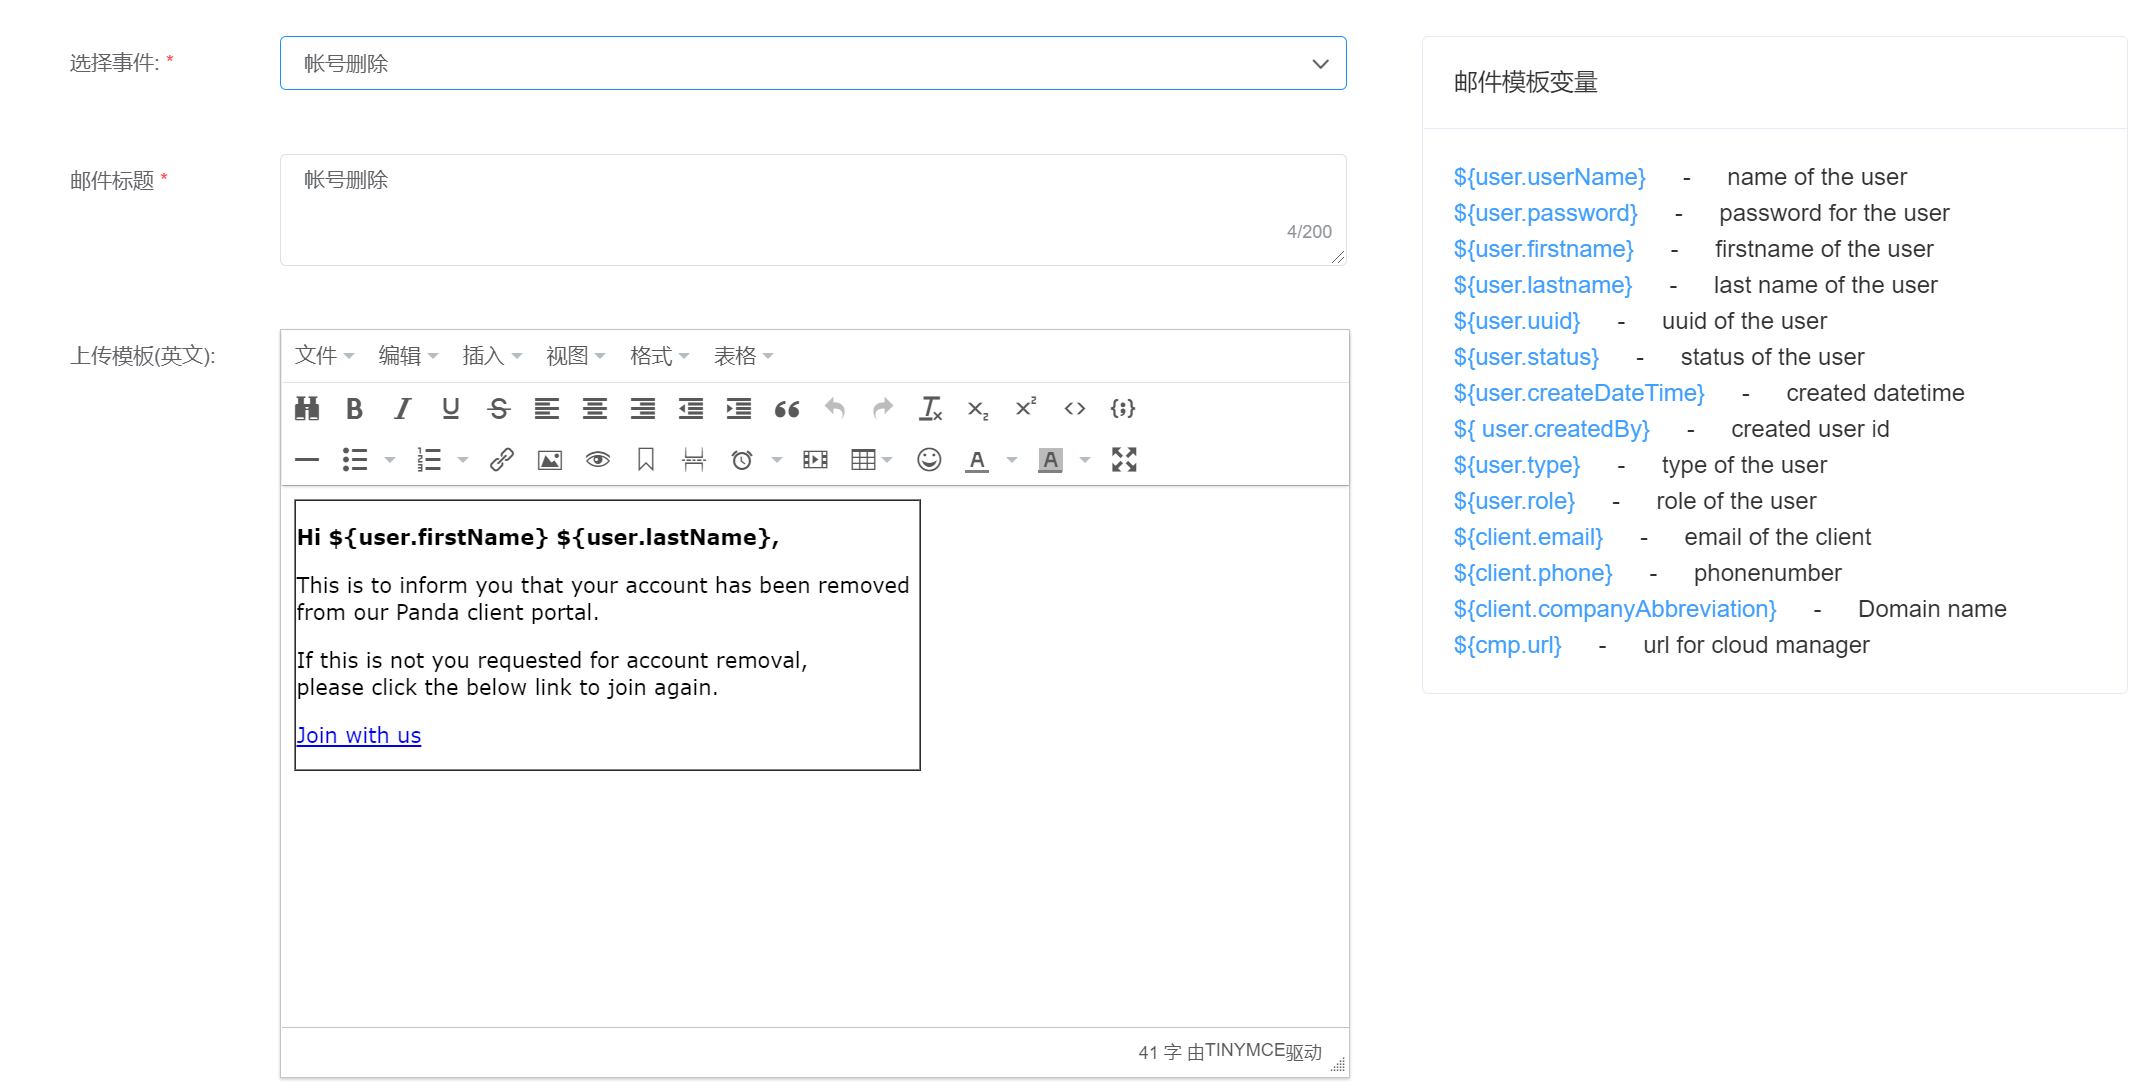 选择事件: *
帐号删除
邮件标题 *
帐号删除
4/200
上传模板(英文):
文件 编辑 插入 视图 格式 表格
Hi ${user.firstName} ${user.lastName},
This is to inform you that your account has been removed
from our Panda client portal.
If this is not you requested for account removal,
please click the below link to join again.
Join with us
41 字 由TINYMCE驱动
邮件模板变量
${user.userName} - name of the user
${user.password} - password for the user
${user.firstname} - firstname of the user
${user.lastname} - last name of the user
${user.uuid} - uuid of the user
${user.status} - status of the user
${user.createDateTime} - created datetime
${ user.createdBy} - created user id
${user.type} - type of the user
${user.role} - role of the user
${client.email} - email of the client
${client.phone} - phonenumber
${client.companyAbbreviation} - Domain name
${cmp.url} - url for cloud manager